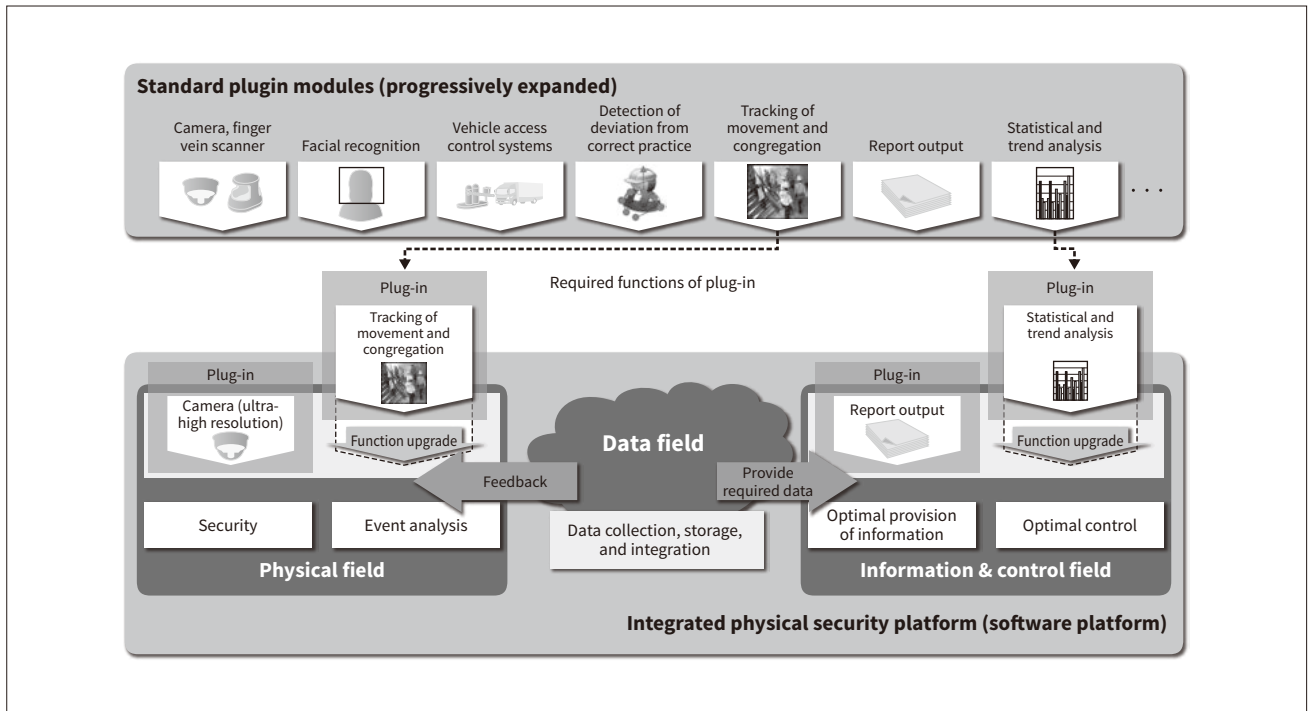 Standard plugin modules (progressively expanded)
Camera, finger
vein scanner
Facial recognition
Vehicle access
control systems
Detection of
deviation from
correct practice
Tracking of
movement and
congregation
Report output
Statistical and
trend analysis
. . .
Required functions of plug-in
Plug-in
Tracking of
movement and
congregation
Plug-in
Statistical and
trend analysis
Plug-in
Camera (ultra-
high resolution)
Function upgrade
Data field
Plug-in
Report output
Function upgrade
Feedback
Provide
required data
Security
Event analysis
Data collection, storage,
and integration
Optimal provision
of information
Optimal control
Physical field
Information & control field
Integrated physical security platform (software platform)